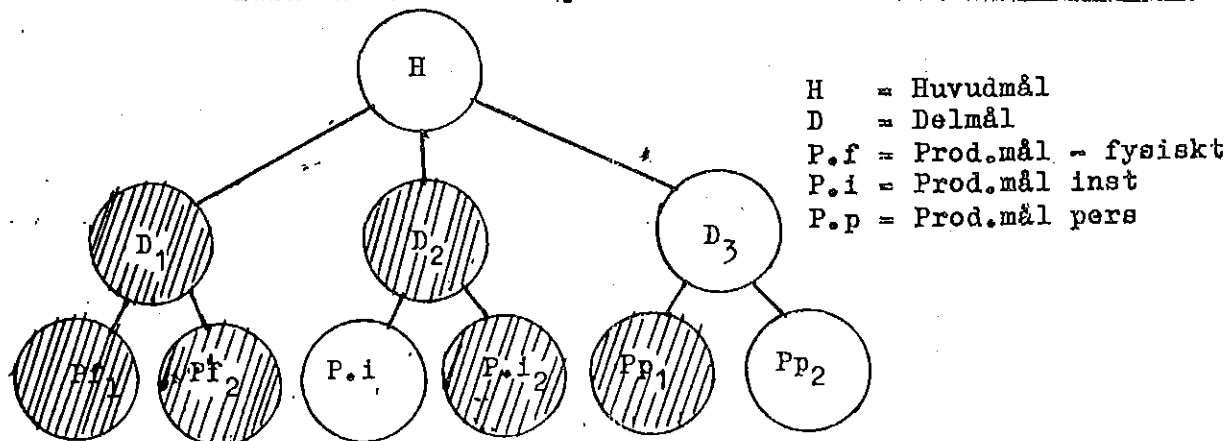 H
H = Huvudmål
D = Delmål
P.f = Prod.mål - fysiskt
P.i = Prod.mål inst
P.p = Prod.mål pers
D1 D2 D3
Pf1 Pf2 P.i P.i2 Pp1 Pp2